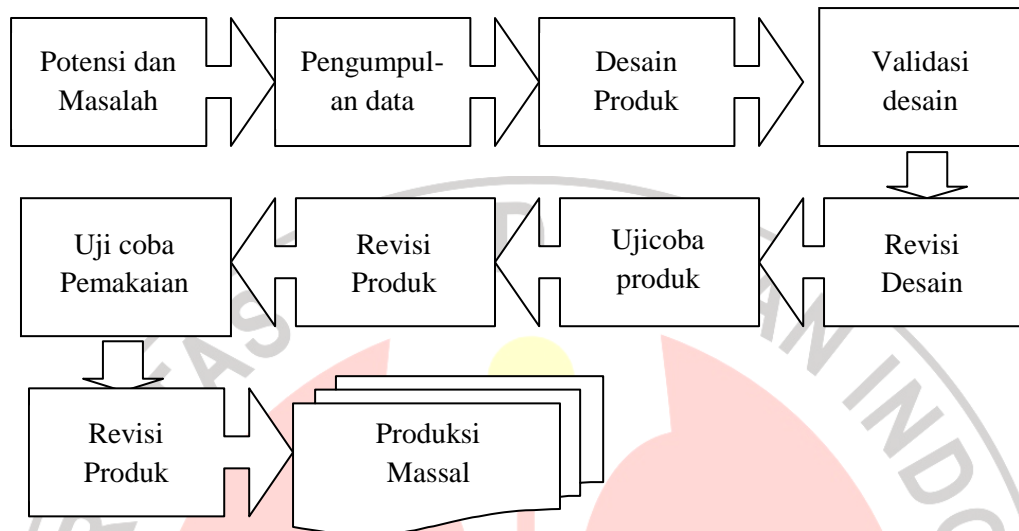 Potensi dan
Masalah
Pengumpul-
an data
Desain
Produk
Validasi
desain
Revisi
Desain
Ujicoba
produk
Revisi
Produk
Uji coba
Pemakaian
Revisi
Produk
Produksi
Massal